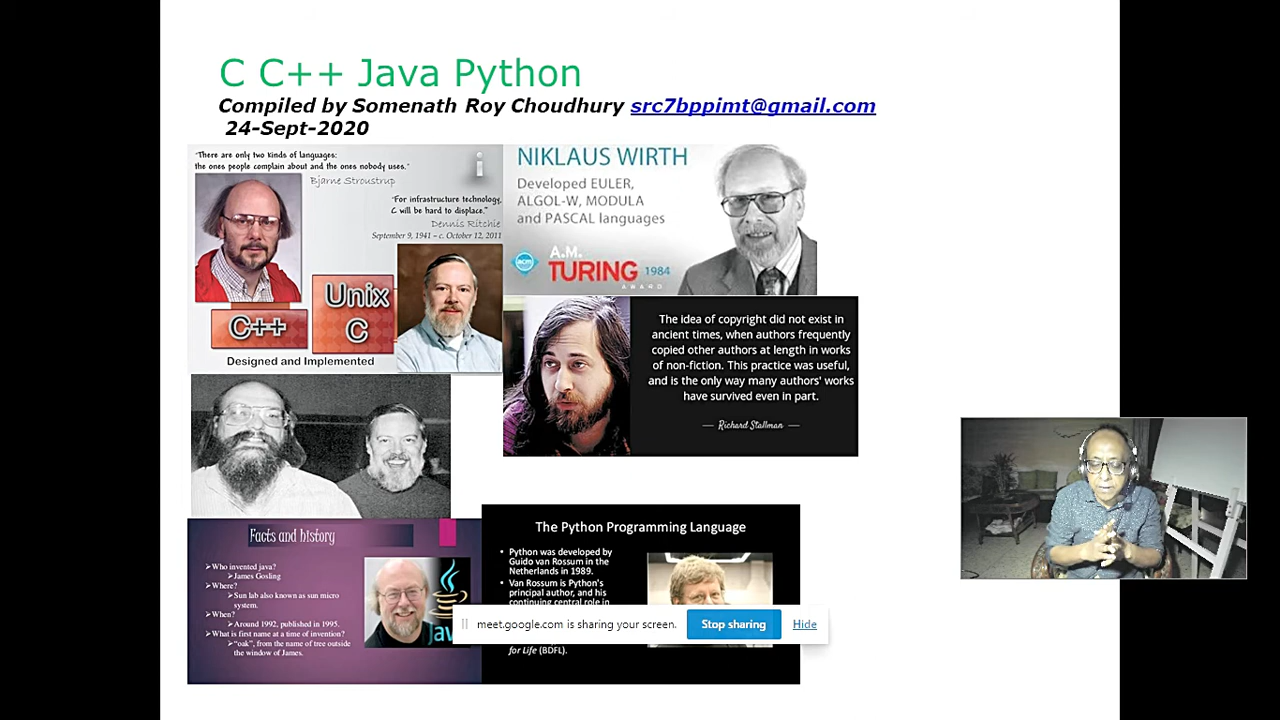 C C++ Java Python
Compiled by Somenath Roy Choudhury src7bppimt@gmail.com
24-Sept-2020
"There are only two kinds of languages:
the ones people complain about and the ones nobody uses."
Bjarne Stroustrup
"For infrastructure technology,
C will be hard to displace."
Dennis Ritchie
September 9, 1941 – c. October 12, 2011
C++
Unix
C
Designed and Implemented
NIKLAUS WIRTH
Developed EULER,
ALGOL-W, MODULA
and PASCAL languages
acm
A.M.
TURING 1984
AWARD
The idea of copyright did not exist in
ancient times, when authors frequently
copied other authors at length in works
of non-fiction. This practice was useful,
and is the only way many authors' works
have survived even in part.
— Richard Stallman —
Facts and history
Who invented java?
James Gosling
Where?
Sun lab also known as sun micro
system.
When?
Around 1992, published in 1995.
What is first name at a time of invention?
"oak", from the name of tree outside
the window of James.
Java
The Python Programming Language
• Python was developed by
Guido van Rossum in the
Netherlands in 1989.
• Van Rossum is Python's
principal author, and his
continuing central role in
for Life (BDFL).
meet.google.com is sharing your screen.
Stop sharing
Hide